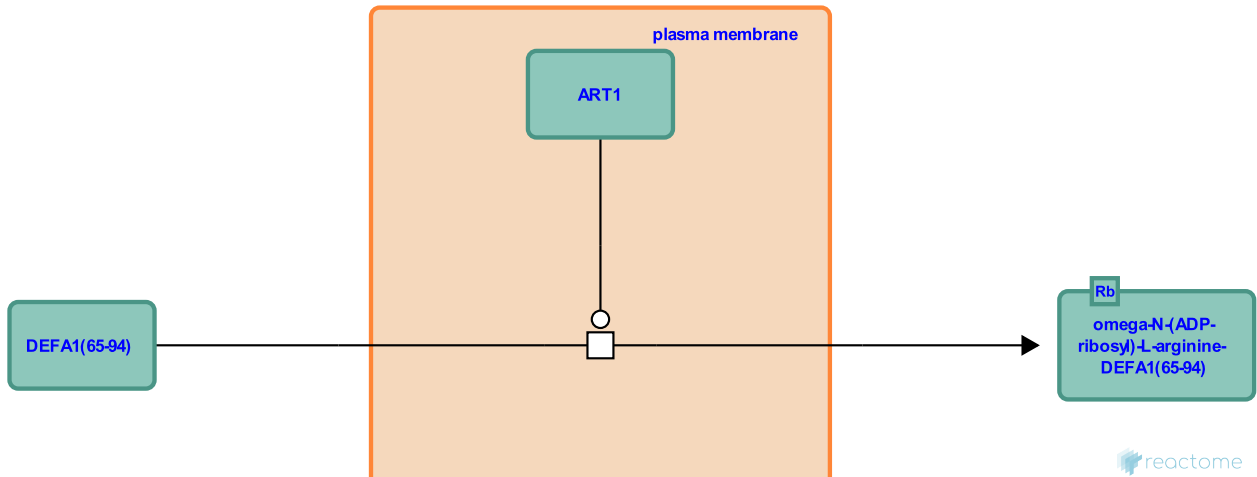 plasma membrane
ART1
DEFA1(65-94)
Rb
omega-N-(ADP-
ribosyl)-L-arginine-
DEFA1(65-94)
reactome